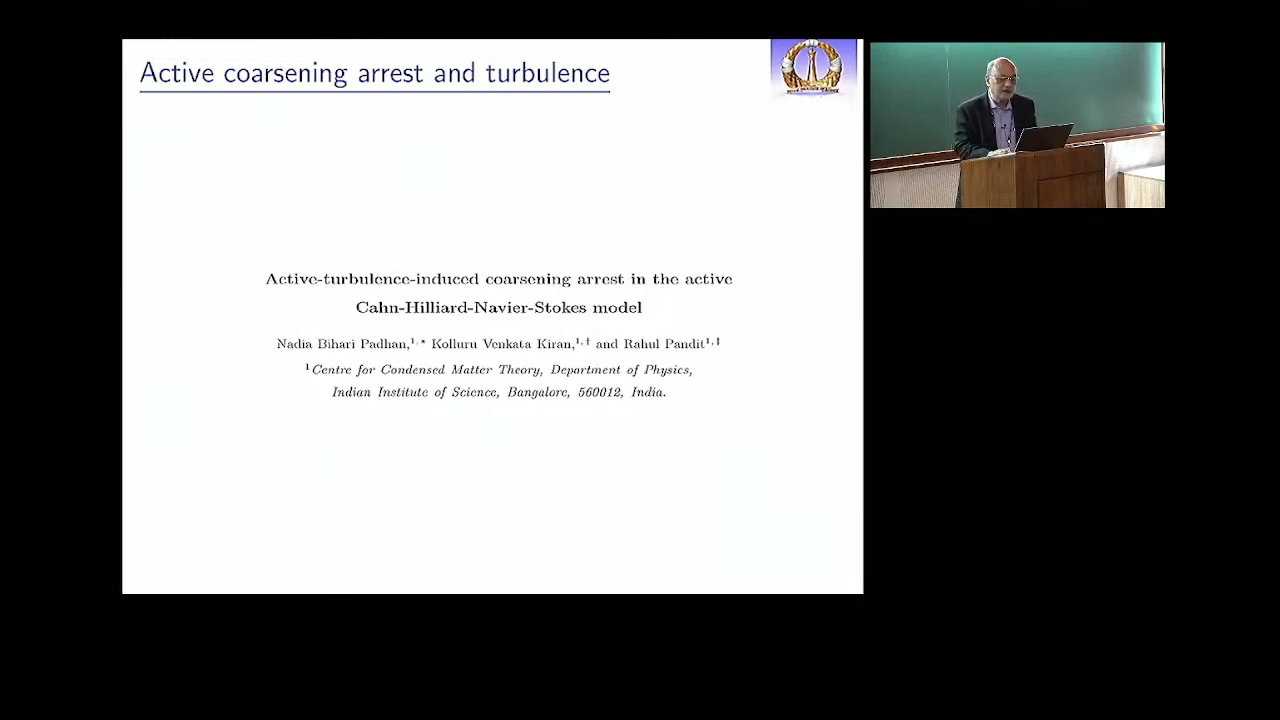 Active coarsening arrest and turbulence
Active-turbulence-induced coarsening arrest in the active
Cahn-Hilliard-Navier-Stokes model
Nadia Bihari Padhan,¹,* Kolluru Venkata Kiran,¹,† and Rahul Pandit¹,‡
¹Centre for Condensed Matter Theory, Department of Physics,
Indian Institute of Science, Bangalore, 560012, India.